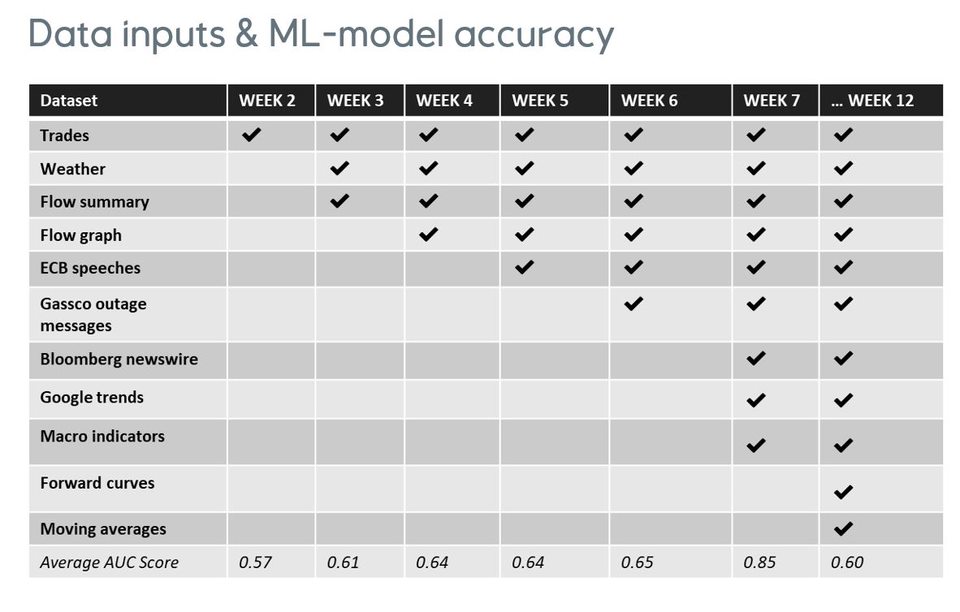 Data inputs & ML-model accuracy
Dataset WEEK 2 WEEK 3 WEEK 4 WEEK 5 WEEK 6 WEEK 7 ... WEEK 12
Trades ✔ ✔ ✔ ✔ ✔ ✔ ✔
Weather ✔ ✔ ✔ ✔ ✔ ✔
Flow summary ✔ ✔ ✔ ✔ ✔ ✔
Flow graph ✔ ✔ ✔ ✔ ✔
ECB speeches ✔ ✔ ✔ ✔
Gassco outage
messages ✔ ✔ ✔
Bloomberg newswire ✔ ✔
Google trends ✔ ✔
Macro indicators ✔ ✔
Forward curves ✔
Moving averages ✔
Average AUC Score 0.57 0.61 0.64 0.64 0.65 0.85 0.60